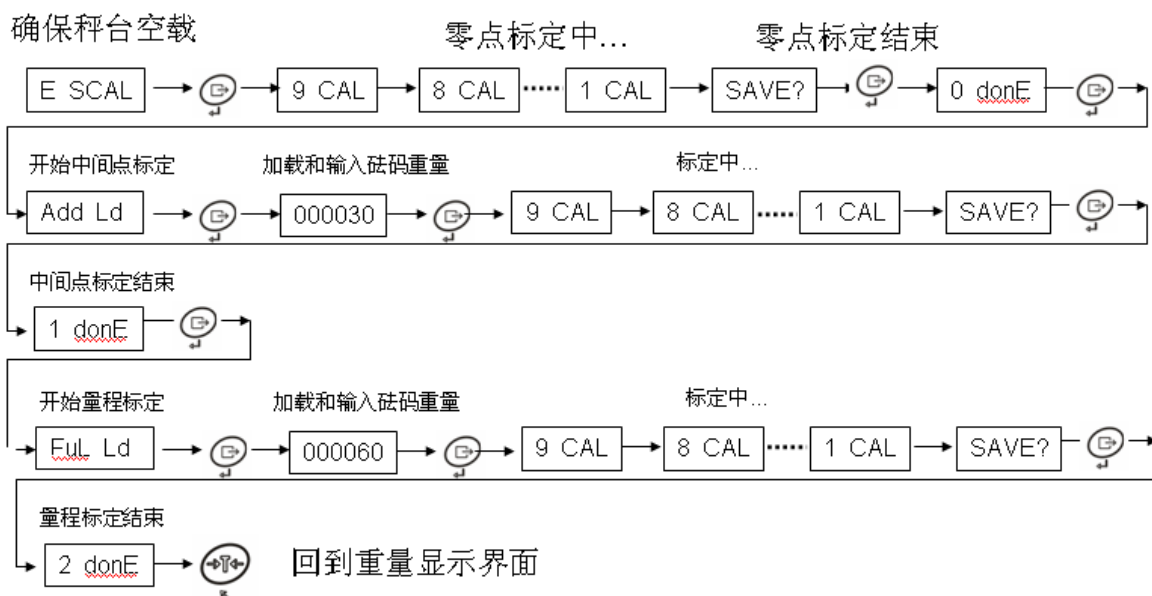 确保秤台空载 零点标定中... 零点标定结束
E SCAL 9 CAL 8 CAL 1 CAL SAVE? 0 donE
开始中间点标定 加载和输入砝码重量 标定中...
Add Ld 000030 9 CAL 8 CAL 1 CAL SAVE?
中间点标定结束
1 donE
开始量程标定 加载和输入砝码重量 标定中...
FuL Ld 000060 9 CAL 8 CAL 1 CAL SAVE?
量程标定结束
2 donE T 回到重量显示界面